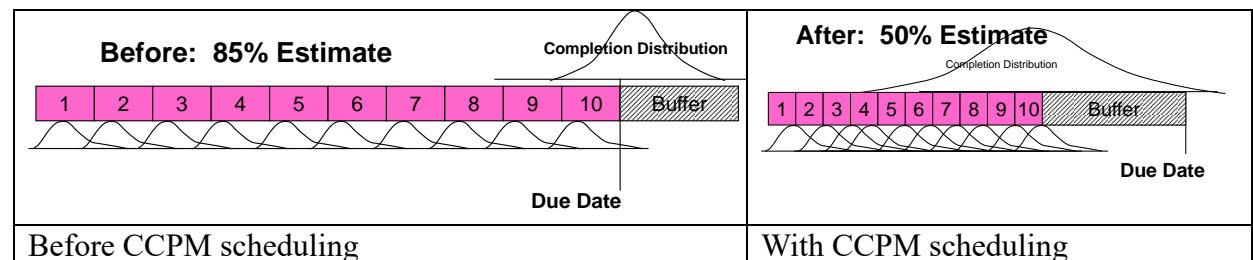 Before: 85% Estimate
Completion Distribution
1 2 3 4 5 6 7 8 9 10 Buffer
Due Date
Before CCPM scheduling
After: 50% Estimate
Completion Distribution
1 2 3 4 5 6 7 8 9 10 Buffer
Due Date
With CCPM scheduling